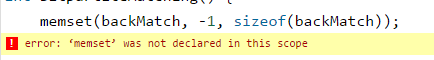 memset(backMatch, -1, sizeof(backMatch));
! error: ‘memset’ was not declared in this scope